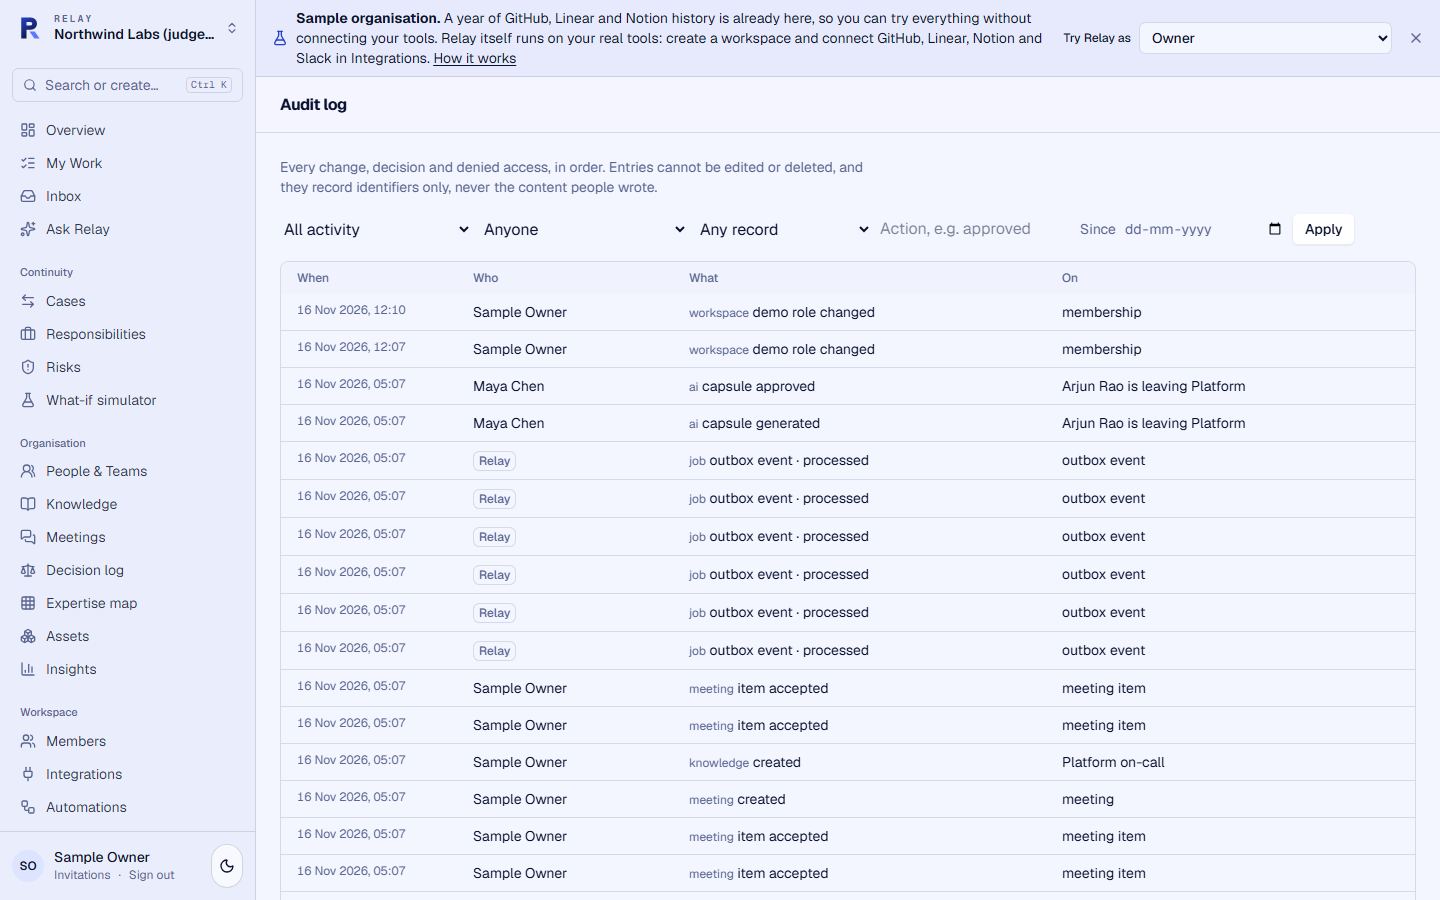 RELAY
Northwind Labs (judge...
Search or create...
Ctrl K
Overview
My Work
Inbox
Ask Relay
Continuity
Cases
Responsibilities
Risks
What-if simulator
Organisation
People & Teams
Knowledge
Meetings
Decision log
Expertise map
Assets
Insights
Workspace
Members
Integrations
Automations
SO
Sample Owner
Invitations · Sign out
Sample organisation. A year of GitHub, Linear and Notion history is already here, so you can try everything without
connecting your tools. Relay itself runs on your real tools: create a workspace and connect GitHub, Linear, Notion and
Slack in Integrations. How it works
Try Relay as
Owner
Audit log
Every change, decision and denied access, in order. Entries cannot be edited or deleted, and
they record identifiers only, never the content people wrote.
All activity Anyone Any record Action, e.g. approved Since dd-mm-yyyy Apply
When Who What On
16 Nov 2026, 12:10 Sample Owner workspace demo role changed membership
16 Nov 2026, 12:07 Sample Owner workspace demo role changed membership
16 Nov 2026, 05:07 Maya Chen ai capsule approved Arjun Rao is leaving Platform
16 Nov 2026, 05:07 Maya Chen ai capsule generated Arjun Rao is leaving Platform
16 Nov 2026, 05:07 Relay job outbox event · processed outbox event
16 Nov 2026, 05:07 Relay job outbox event · processed outbox event
16 Nov 2026, 05:07 Relay job outbox event · processed outbox event
16 Nov 2026, 05:07 Relay job outbox event · processed outbox event
16 Nov 2026, 05:07 Relay job outbox event · processed outbox event
16 Nov 2026, 05:07 Relay job outbox event · processed outbox event
16 Nov 2026, 05:07 Sample Owner meeting item accepted meeting item
16 Nov 2026, 05:07 Sample Owner meeting item accepted meeting item
16 Nov 2026, 05:07 Sample Owner knowledge created Platform on-call
16 Nov 2026, 05:07 Sample Owner meeting created meeting
16 Nov 2026, 05:07 Sample Owner meeting item accepted meeting item
16 Nov 2026, 05:07 Sample Owner meeting item accepted meeting item